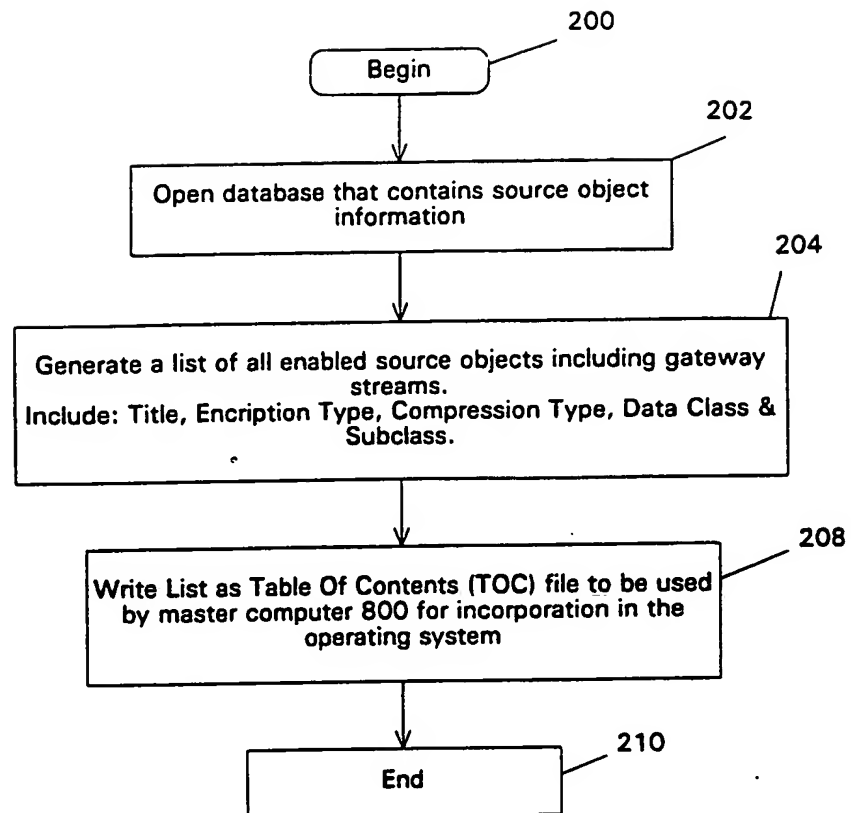 200
Begin
202
Open database that contains source object
information
204
Generate a list of all enabled source objects including gateway
streams.
Include: Title, Encription Type, Compression Type, Data Class &
Subclass.
208
Write List as Table Of Contents (TOC) file to be used
by master computer 800 for incorporation in the
operating system
210
End